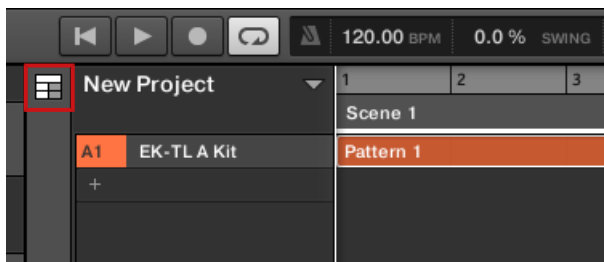 120.00 BPM 0.0 % SWING
New Project 1 2 3
Scene 1
A1 EK-TL A Kit Pattern 1
+